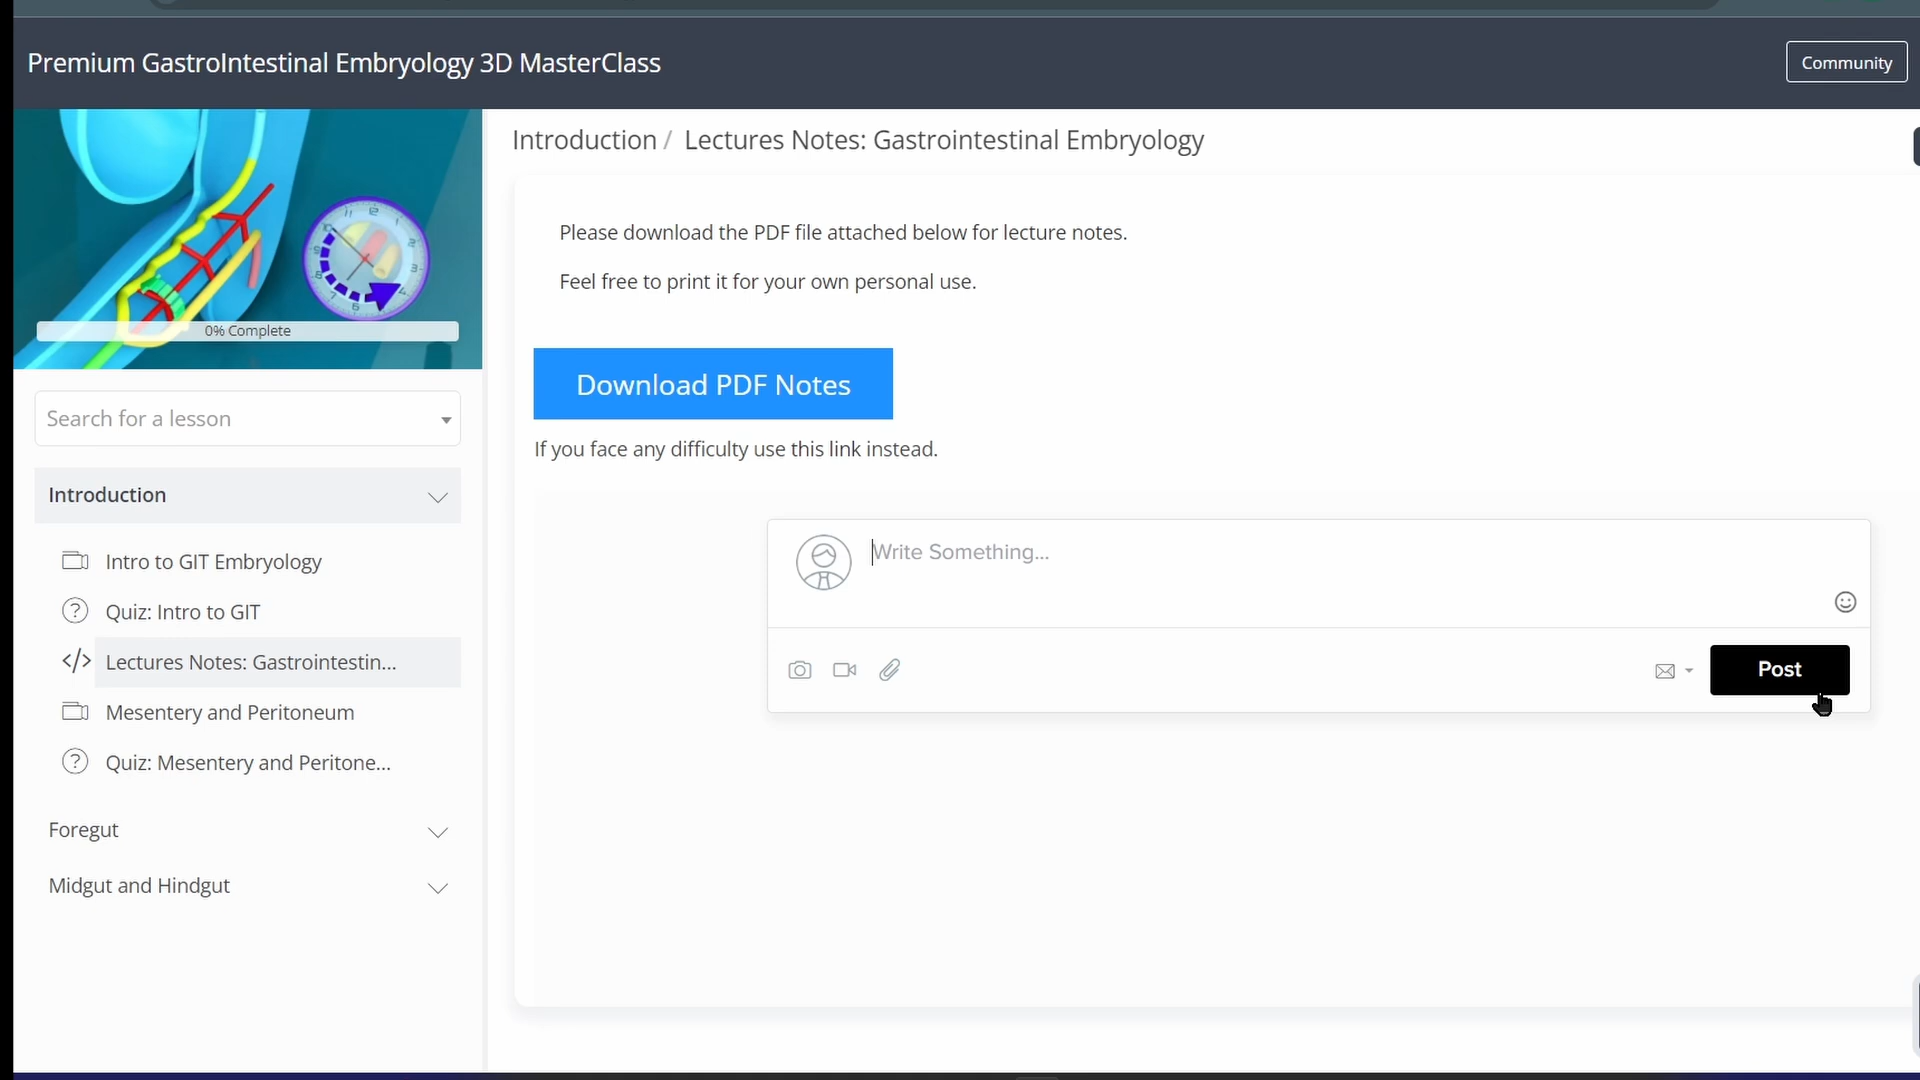 Premium GastroIntestinal Embryology 3D MasterClass
Community
0% Complete
Search for a lesson
Introduction
Intro to GIT Embryology
Quiz: Intro to GIT
Lectures Notes: Gastrointestin...
Mesentery and Peritoneum
Quiz: Mesentery and Peritone...
Foregut
Midgut and Hindgut
Introduction / Lectures Notes: Gastrointestinal Embryology
Please download the PDF file attached below for lecture notes.
Feel free to print it for your own personal use.
Download PDF Notes
If you face any difficulty use this link instead.
Write Something...
Post